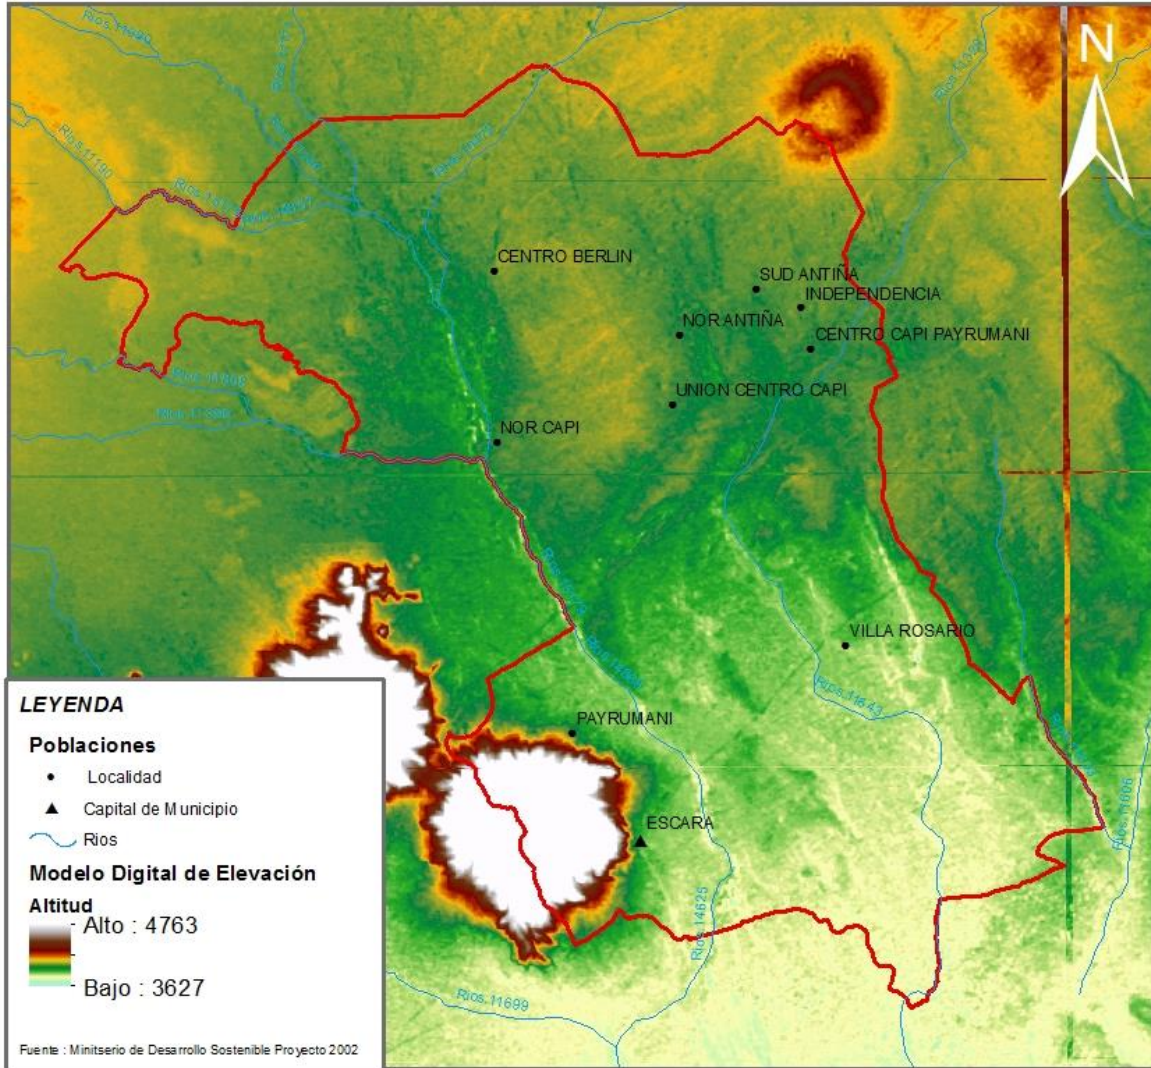 N
Rios.11190
CENTRO BERLIN
SUD ANTIÑA
INDEPENDENCIA
NOR ANTIÑA
CENTRO CAPI PAYRUMANI
UNION CENTRO CAPI
NOR CAPI
VILLA ROSARIO
Rios.11643
PAYRUMANI
ESCARA
Rios.11606
Rios.14625
Rios.11699
LEYENDA
Poblaciones
Localidad
Capital de Municipio
Rios
Modelo Digital de Elevación
Altitud
Alto : 4763
Bajo : 3627
Fuente : Minitserio de Desarrollo Sostenible Proyecto 2002